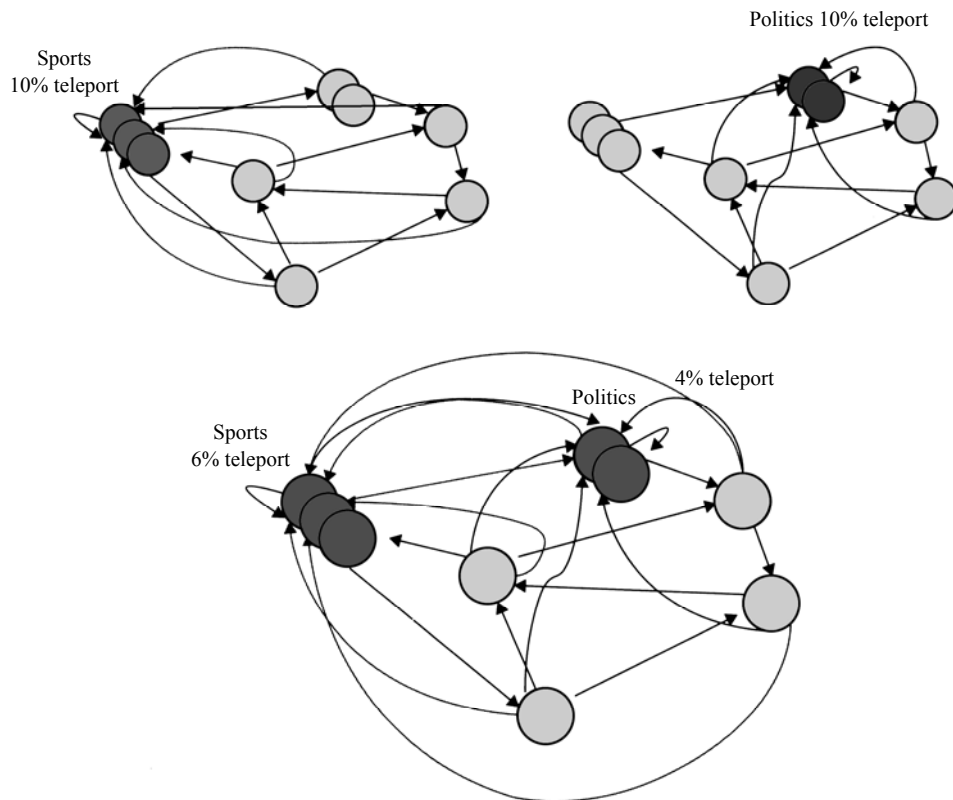 Sports
10% teleport
Politics 10% teleport
Sports
6% teleport
Politics
4% teleport